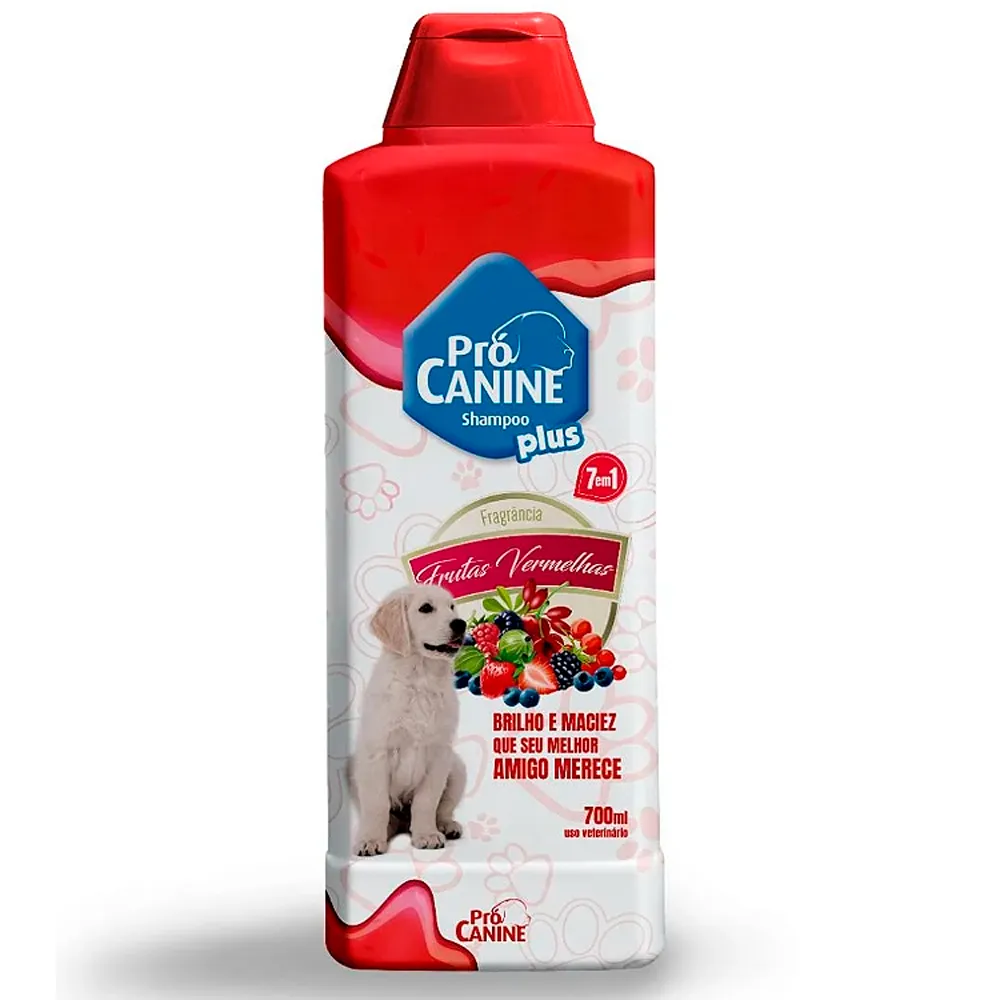 Pró
CANINE
Shampoo
plus
7em1
Fragrância
Frutas Vermelhas
BRILHO E MACIEZ
QUE SEU MELHOR
AMIGO MERECE
700ml
uso veterinário
Pró
CANINE